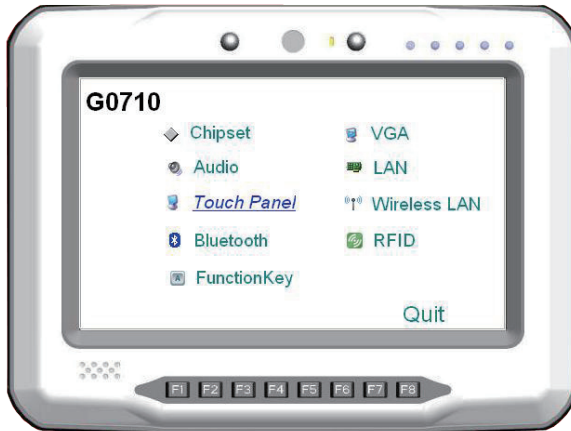 G0710
Chipset
VGA
Audio
LAN
Touch Panel
Wireless LAN
Bluetooth
RFID
FunctionKey
Quit
F1 F2 F3 F4 F5 F6 F7 F8